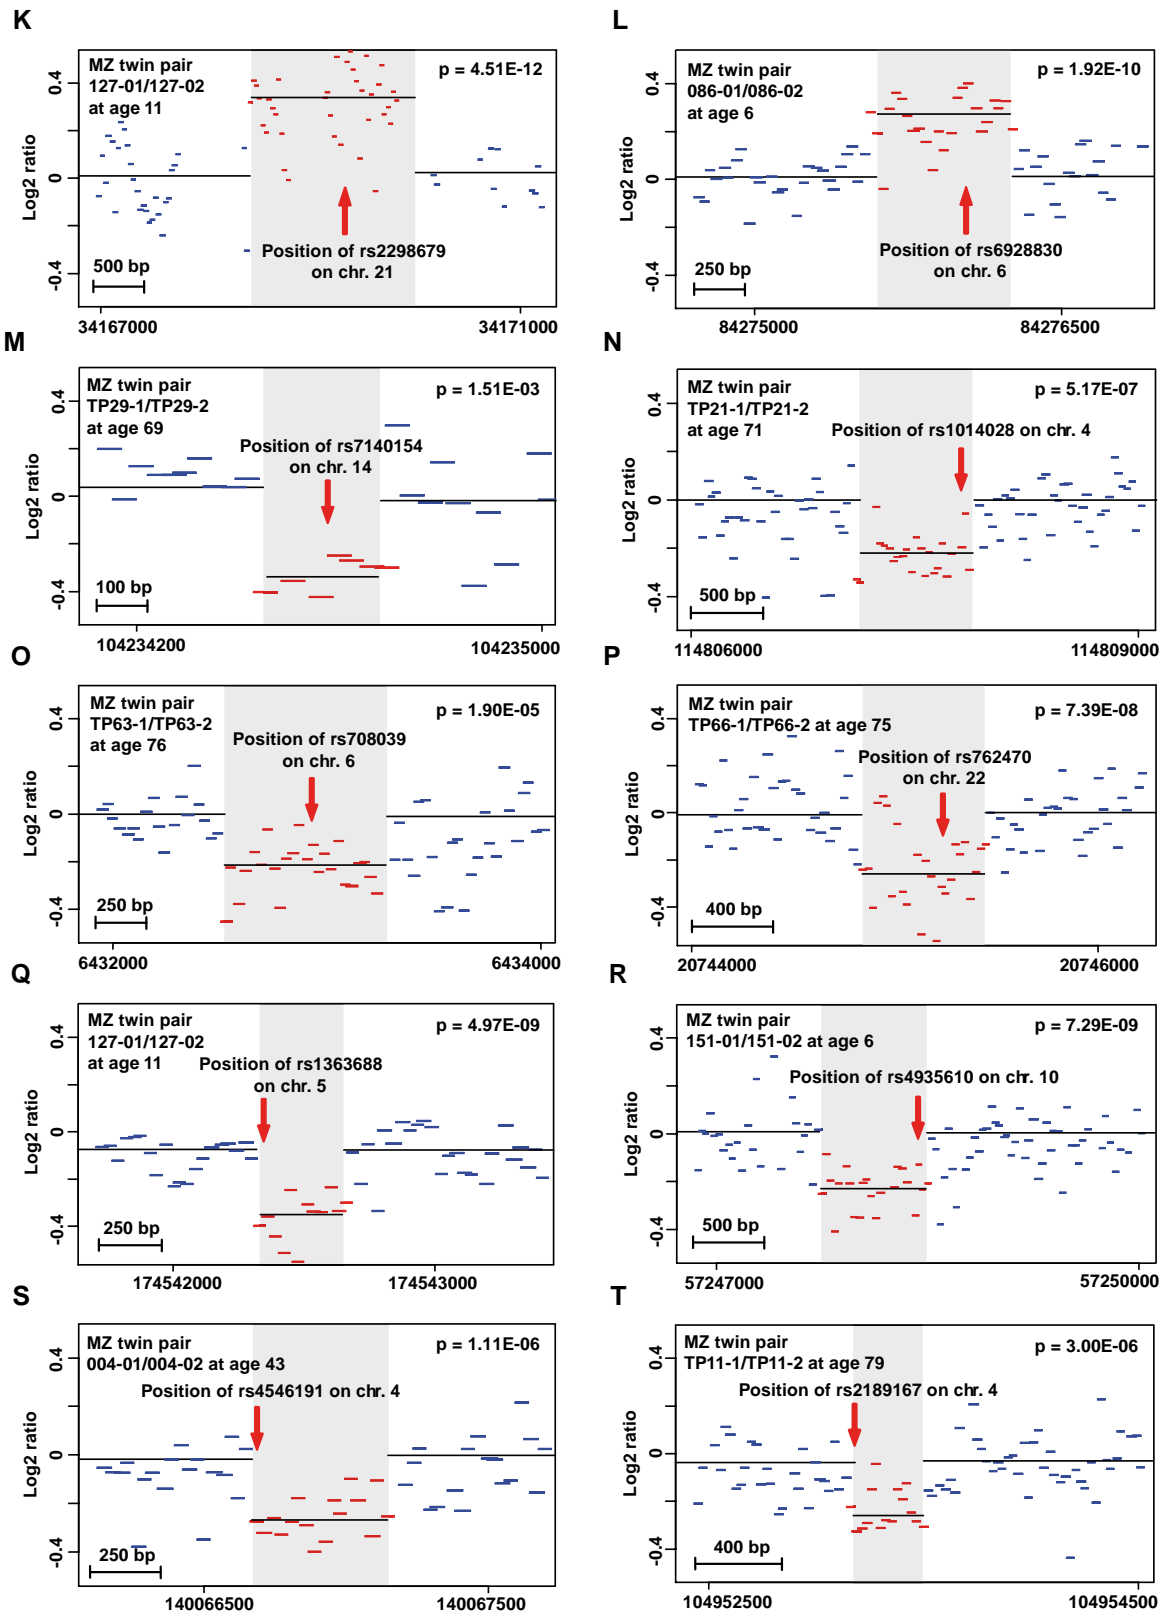 K
MZ twin pair
127-01/127-02
at age 11
p = 4.51E-12
Log2 ratio
0.4
0
-0.4
Position of rs2298679
on chr. 21
500 bp
34167000
34171000
L
MZ twin pair
086-01/086-02
at age 6
p = 1.92E-10
Log2 ratio
0.4
0
-0.4
Position of rs6928830
on chr. 6
250 bp
84275000
84276500
M
MZ twin pair
TP29-1/TP29-2
at age 69
p = 1.51E-03
Log2 ratio
0.4
0
-0.4
Position of rs7140154
on chr. 14
100 bp
104234200
104235000
N
MZ twin pair
TP21-1/TP21-2
at age 71
p = 5.17E-07
Log2 ratio
0.4
0
-0.4
Position of rs1014028 on chr. 4
500 bp
114806000
114809000
O
MZ twin pair
TP63-1/TP63-2
at age 76
p = 1.90E-05
Log2 ratio
0.4
0
-0.4
Position of rs708039
on chr. 6
250 bp
6432000
6434000
P
MZ twin pair
TP66-1/TP66-2 at age 75
p = 7.39E-08
Log2 ratio
0.4
0
-0.4
Position of rs762470
on chr. 22
400 bp
20744000
20746000
Q
MZ twin pair
127-01/127-02
at age 11
p = 4.97E-09
Log2 ratio
0.4
0
-0.4
Position of rs1363688
on chr. 5
250 bp
174542000
174543000
R
MZ twin pair
151-01/151-02 at age 6
p = 7.29E-09
Log2 ratio
0.4
0
-0.4
Position of rs4935610 on chr. 10
500 bp
57247000
57250000
S
MZ twin pair
004-01/004-02 at age 43
p = 1.11E-06
Log2 ratio
0.4
0
-0.4
Position of rs4546191 on chr. 4
250 bp
140066500
140067500
T
MZ twin pair
TP11-1/TP11-2 at age 79
p = 3.00E-06
Log2 ratio
0.4
0
-0.4
Position of rs2189167 on chr. 4
400 bp
104952500
104954500